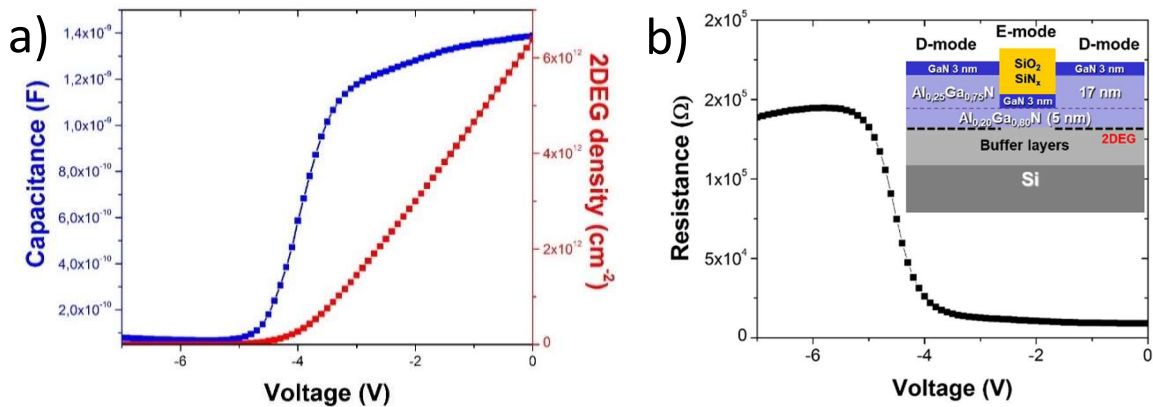 a)
Capacitance (F)
1,4x10⁻⁹
1,2x10⁻⁹
1,0x10⁻⁹
8,0x10⁻¹⁰
6,0x10⁻¹⁰
4,0x10⁻¹⁰
2,0x10⁻¹⁰
-6
-4
-2
0
Voltage (V)
6x10¹²
4x10¹²
2x10¹²
0
2DEG density (cm⁻²)
b)
Resistance (Ω)
2x10⁵
2x10⁵
1x10⁵
5x10⁴
0
-6
-4
-2
0
Voltage (V)
D-mode
E-mode
D-mode
GaN 3 nm
SiO₂
SiNₓ
GaN 3 nm
Al₀,₂₅Ga₀,₇₅N
GaN 3 nm
17 nm
Al₀,₂₀Ga₀,₈₀N (5 nm)
2DEG
Buffer layers
Si